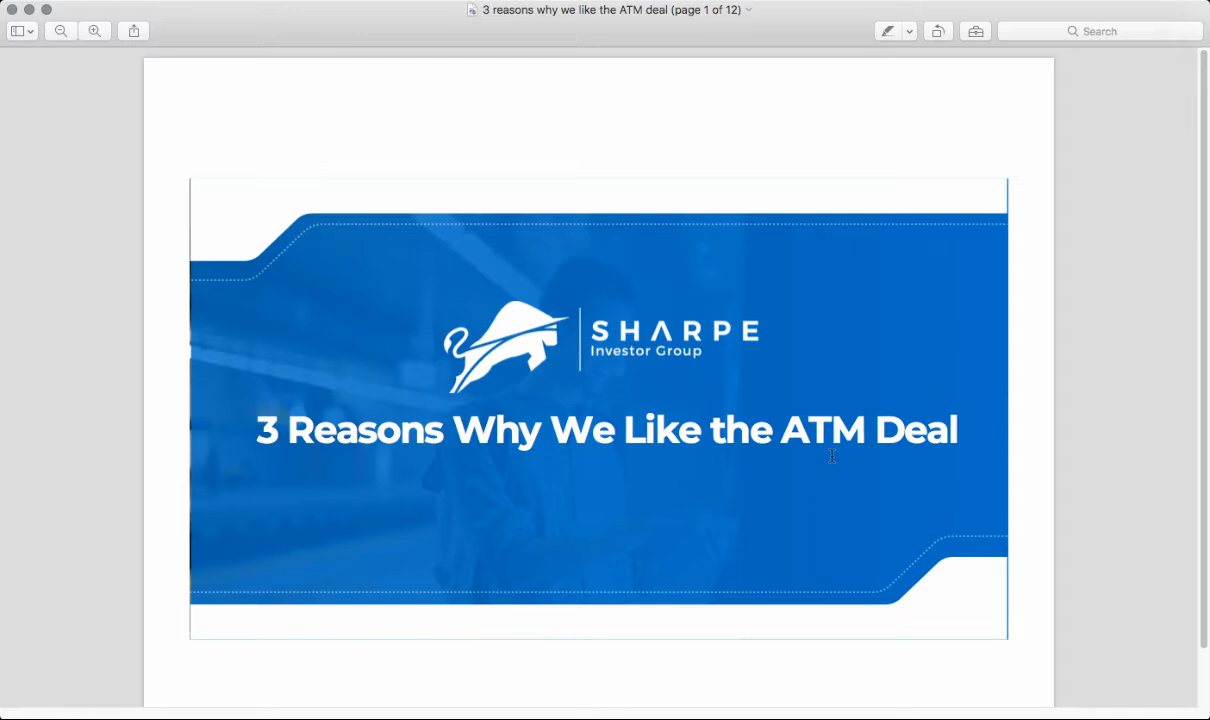 3 reasons why we like the ATM deal (page 1 of 12)
Search
SHARPE
Investor Group
3 Reasons Why We Like the ATM Deal